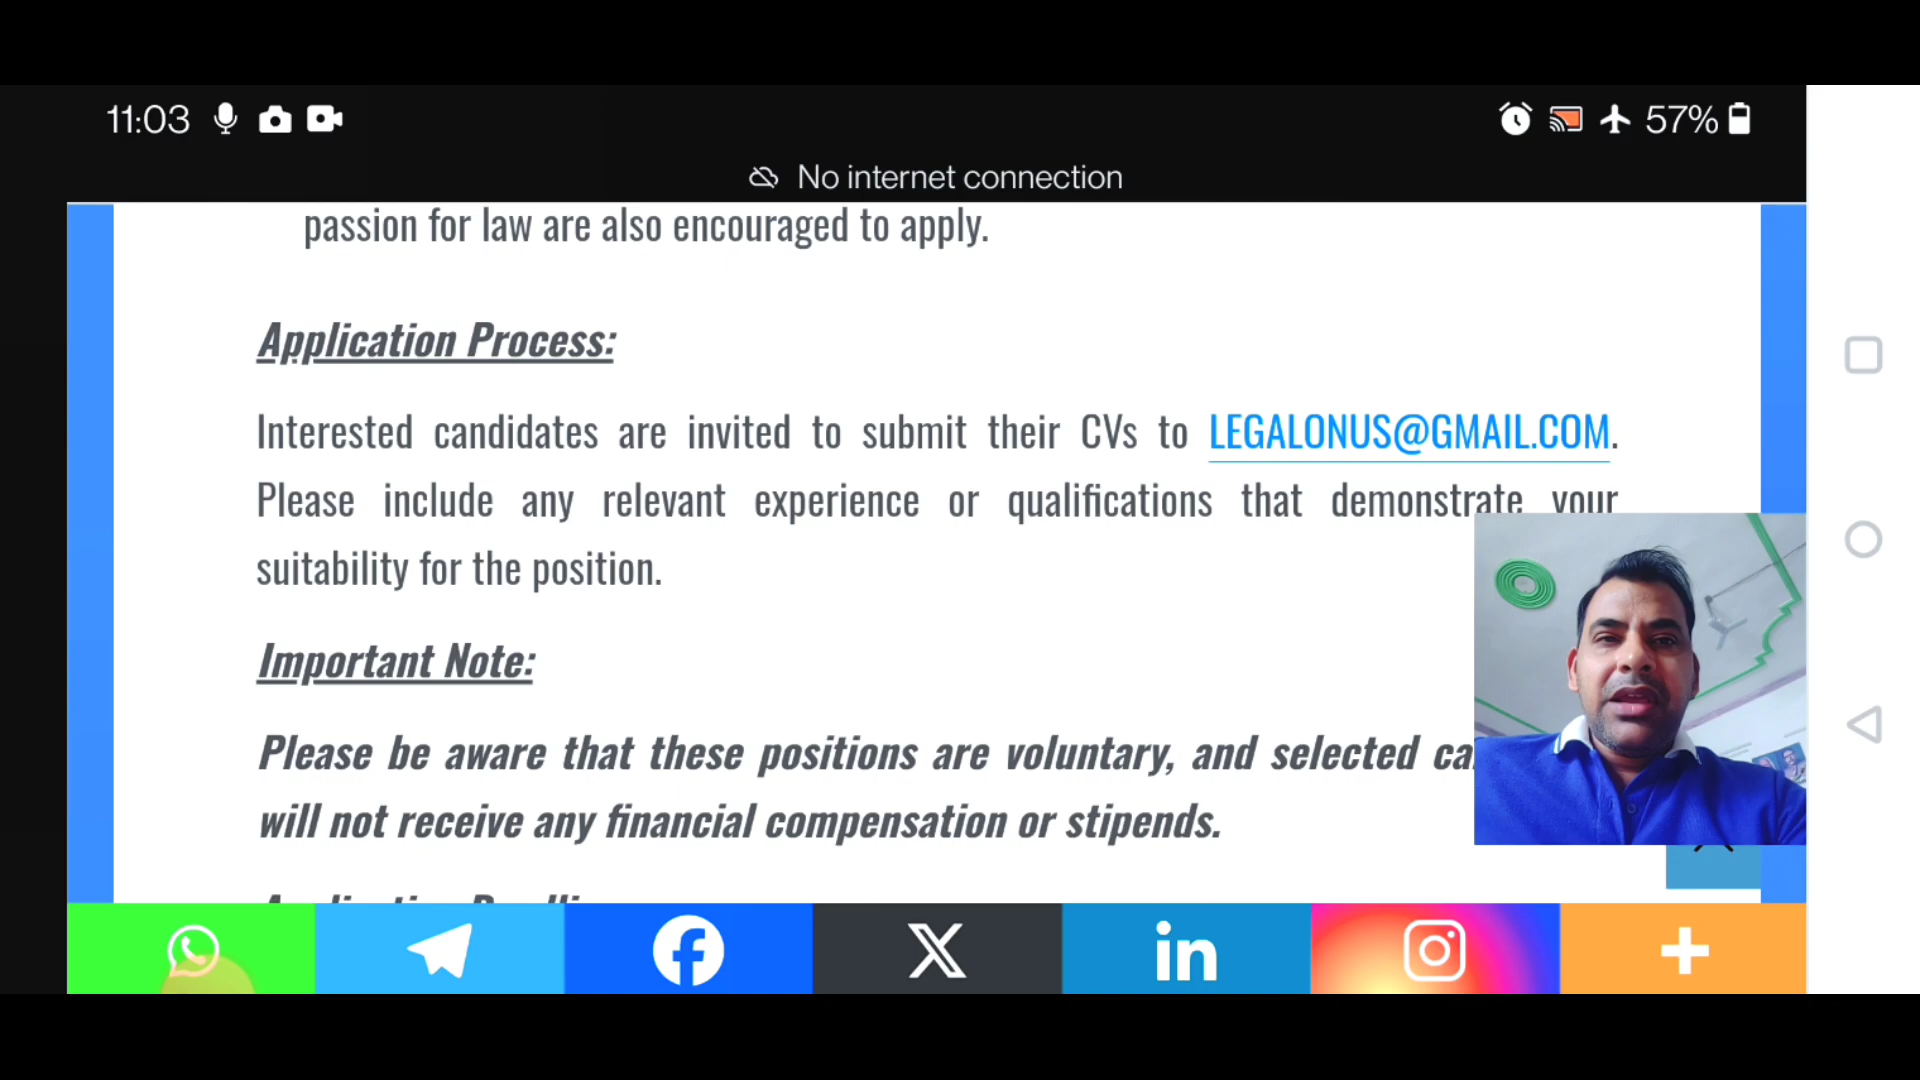 11:03
57%
No internet connection
passion for law are also encouraged to apply.
Application Process:
Interested candidates are invited to submit their CVs to LEGALONUS@GMAIL.COM.
Please include any relevant experience or qualifications that demonstrate your
suitability for the position.
Important Note:
Please be aware that these positions are voluntary, and selected
will not receive any financial compensation or stipends.